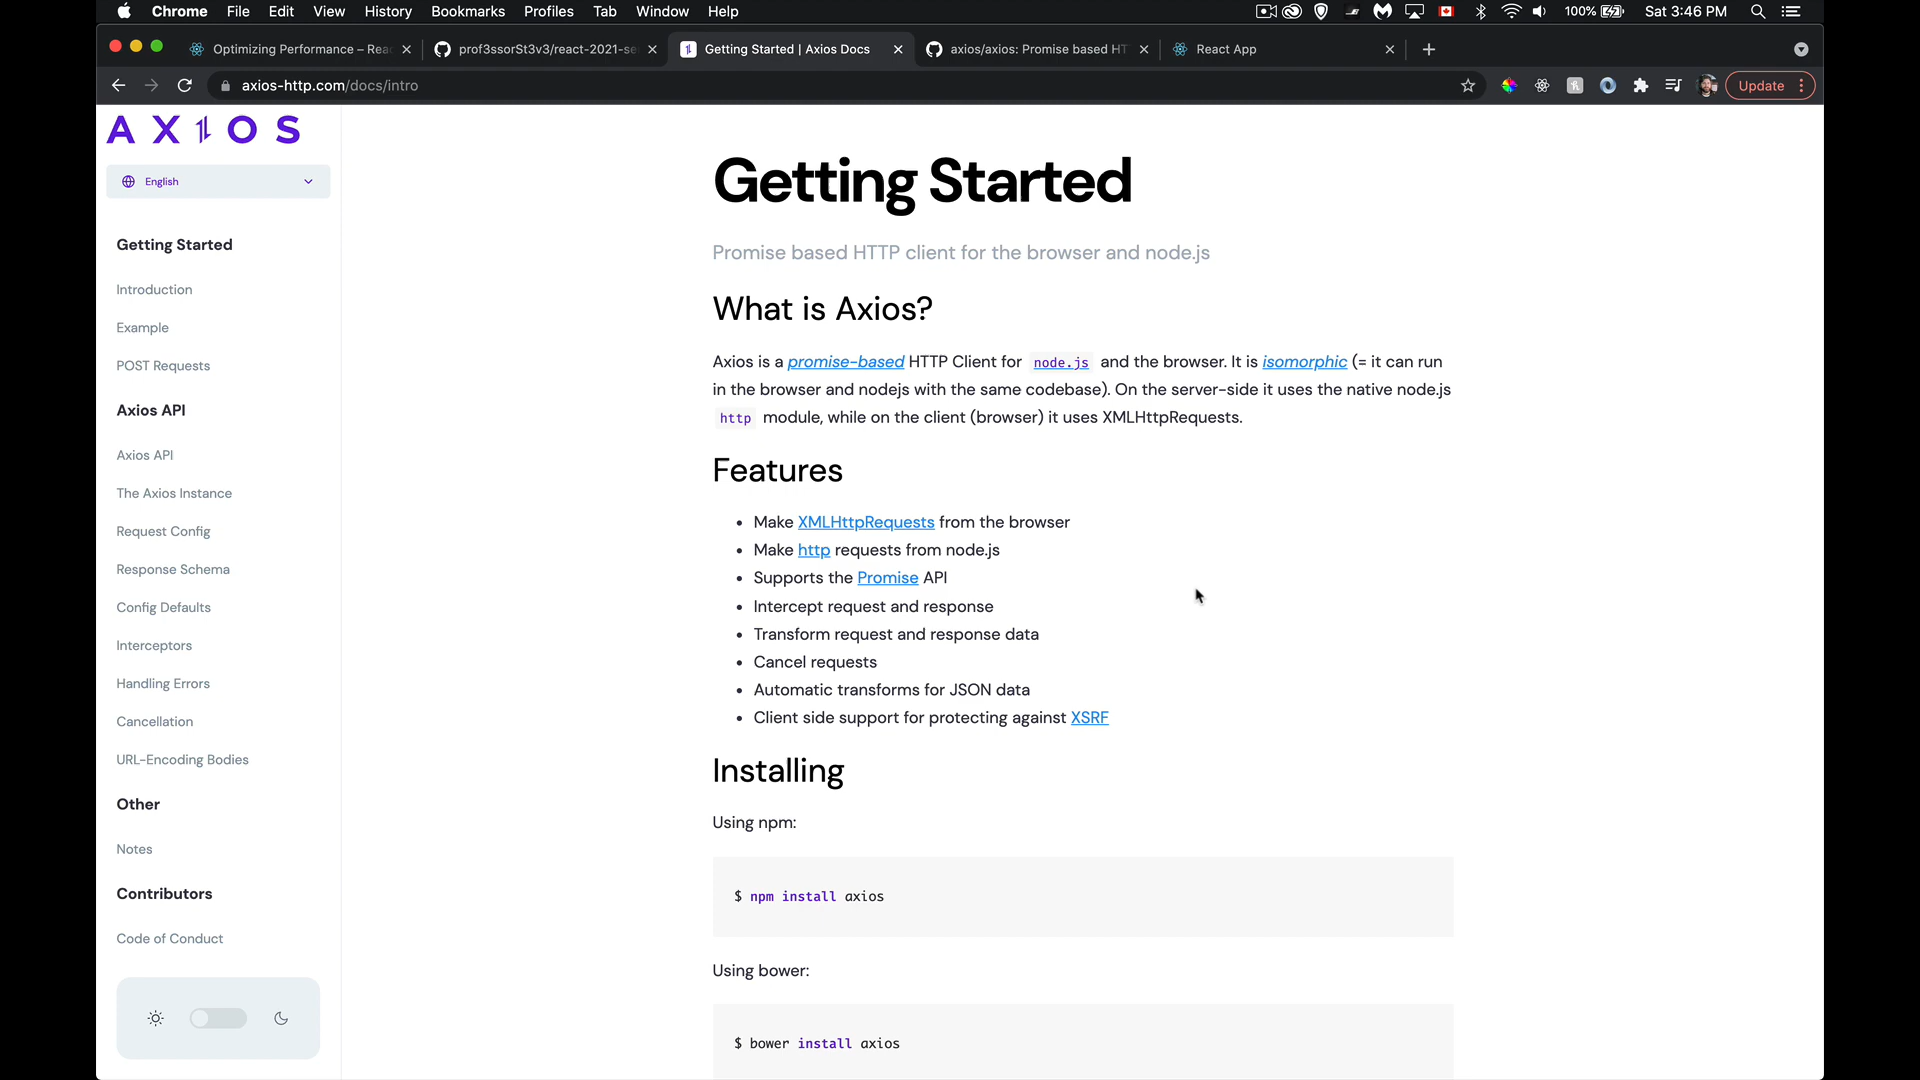 Chrome File Edit View History Bookmarks Profiles Tab Window Help 100% Sat 3:46 PM
Optimizing Performance – Rea
prof3ssorSt3v3/react-2021-se
Getting Started | Axios Docs
axios/axios: Promise based HT
React App
axios-http.com/docs/intro
Update
AXIOS
English
Getting Started
Introduction
Example
POST Requests
Axios API
Axios API
The Axios Instance
Request Config
Response Schema
Config Defaults
Interceptors
Handling Errors
Cancellation
URL-Encoding Bodies
Other
Notes
Contributors
Code of Conduct
Getting Started
Promise based HTTP client for the browser and node.js
What is Axios?
Axios is a promise-based HTTP Client for node.js and the browser. It is isomorphic (= it can run
in the browser and nodejs with the same codebase). On the server-side it uses the native node.js
http module, while on the client (browser) it uses XMLHttpRequests.
Features
• Make XMLHttpRequests from the browser
• Make http requests from node.js
• Supports the Promise API
• Intercept request and response
• Transform request and response data
• Cancel requests
• Automatic transforms for JSON data
• Client side support for protecting against XSRF
Installing
Using npm:
$ npm install axios
Using bower:
$ bower install axios